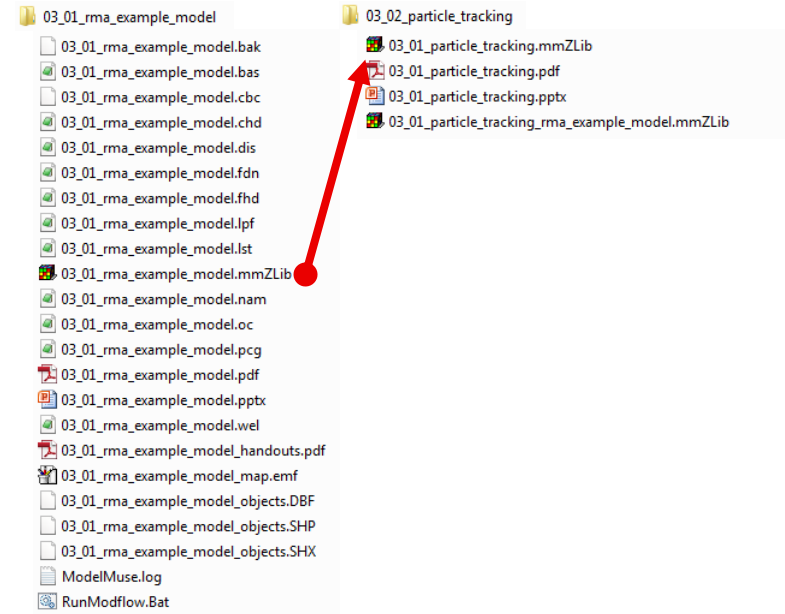 03_01_rma_example_model
03_01_rma_example_model.bak
03_01_rma_example_model.bas
03_01_rma_example_model.cbc
03_01_rma_example_model.chd
03_01_rma_example_model.dis
03_01_rma_example_model.fdn
03_01_rma_example_model.fhd
03_01_rma_example_model.lpf
03_01_rma_example_model.lst
03_01_rma_example_model.mmZLib
03_01_rma_example_model.nam
03_01_rma_example_model.oc
03_01_rma_example_model.pcg
03_01_rma_example_model.pdf
03_01_rma_example_model.pptx
03_01_rma_example_model.wel
03_01_rma_example_model_handouts.pdf
03_01_rma_example_model_map.emf
03_01_rma_example_model_objects.DBF
03_01_rma_example_model_objects.SHP
03_01_rma_example_model_objects.SHX
ModelMuse.log
RunModflow.Bat
03_02_particle_tracking
03_01_particle_tracking.mmZLib
03_01_particle_tracking.pdf
03_01_particle_tracking.pptx
03_01_particle_tracking_rma_example_model.mmZLib